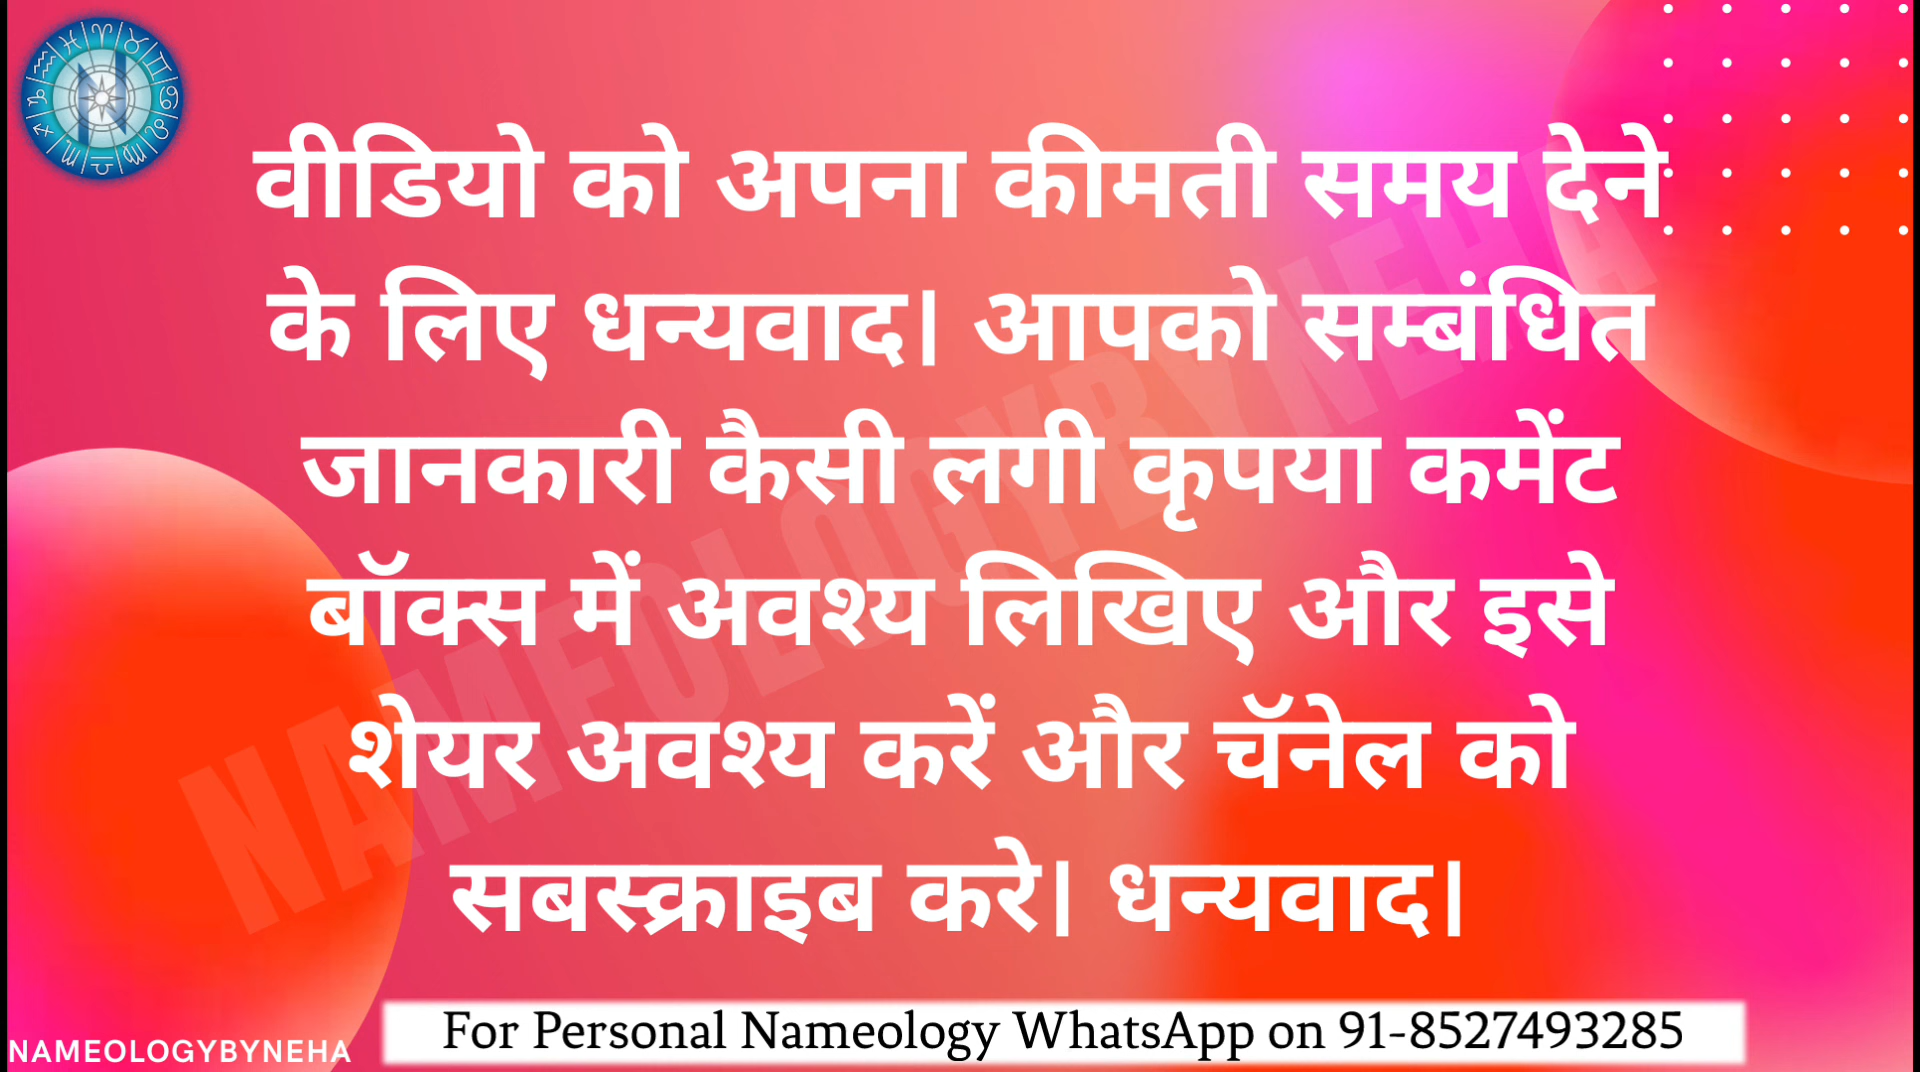 वीडियो को अपना कीमती समय देने
के लिए धन्यवाद। आपको सम्बंधित
जानकारी कैसी लगी कृपया कमेंट
बॉक्स में अवश्य लिखिए और इसे
शेयर अवश्य करें और चॅनेल को
सबस्क्राइब करे। धन्यवाद।
NAMEOLOGYBYNEHA
For Personal Nameology WhatsApp on 91-8527493285
NAMEOLOGYBYNEHA
N